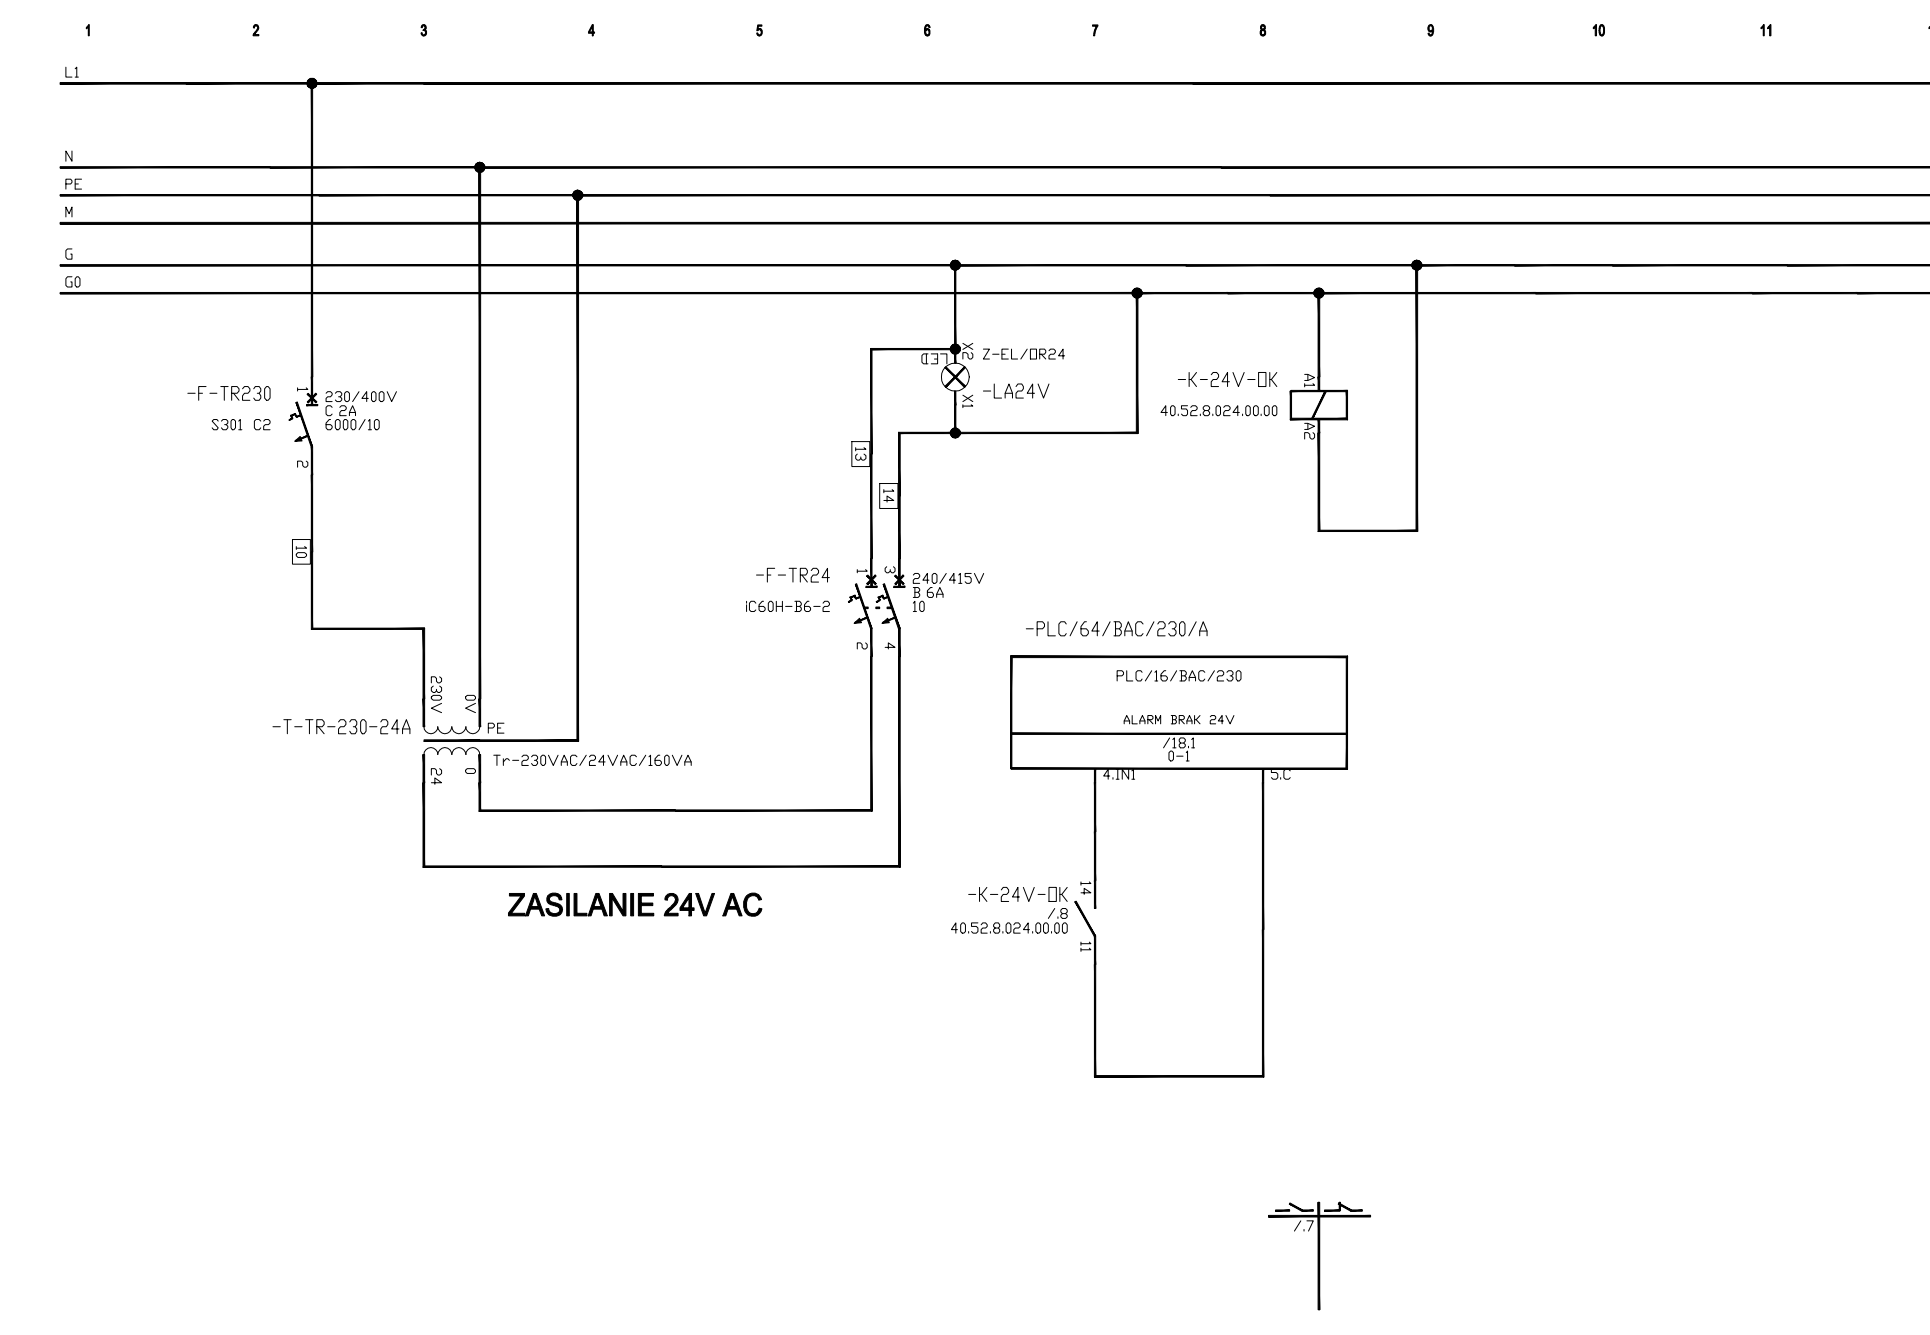 1 2 3 4 5 6 7 8 9 10 11
L1
N
PE
M
G
G0
X2
LED
Z-EL/OR24
-LA24V
X1
-F-TR230
S301 C2
1
230/400V
C 2A
6000/10
2
-K-24V-OK
40.52.8.024.00.00
A1
A2
13
14
10
-F-TR24
iC60H-B6-2
1
3
240/415V
B 6A
10
2
4
-PLC/64/BAC/230/A
PLC/16/BAC/230
ALARM BRAK 24V
/18.1
0-1
4.IN1
5.C
230V
0V
-T-TR-230-24A
PE
Tr-230VAC/24VAC/160VA
24
0
ZASILANIE 24V AC
-K-24V-OK
/.8
40.52.8.024.00.00
14
11
/.7